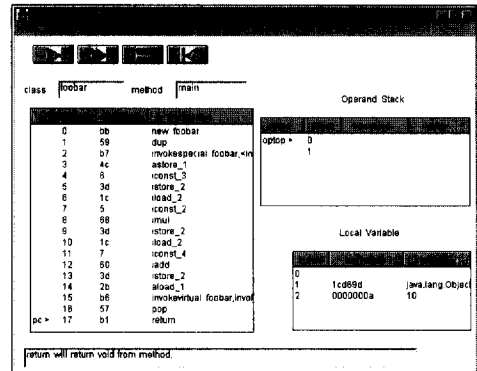 class foobar method main
Operand Stack
optop ▸ 0
1
0 bb new foobar
1 59 dup
2 b7 invokespecial foobar,<in
3 4c astore_1
4 6 iconst_3
5 3d istore_2
6 1c iload_2
7 5 iconst_2
8 68 imul
9 3d istore_2
10 1c iload_2
11 7 iconst_4
12 60 iadd
13 3d istore_2
14 2b aload_1
15 b6 invokevirtual foobar,invol
16 57 pop
pc ▸ 17 b1 return
Local Variable
0
1 1cd69d java.lang.Object
2 0000000a 10
return will return void from method.